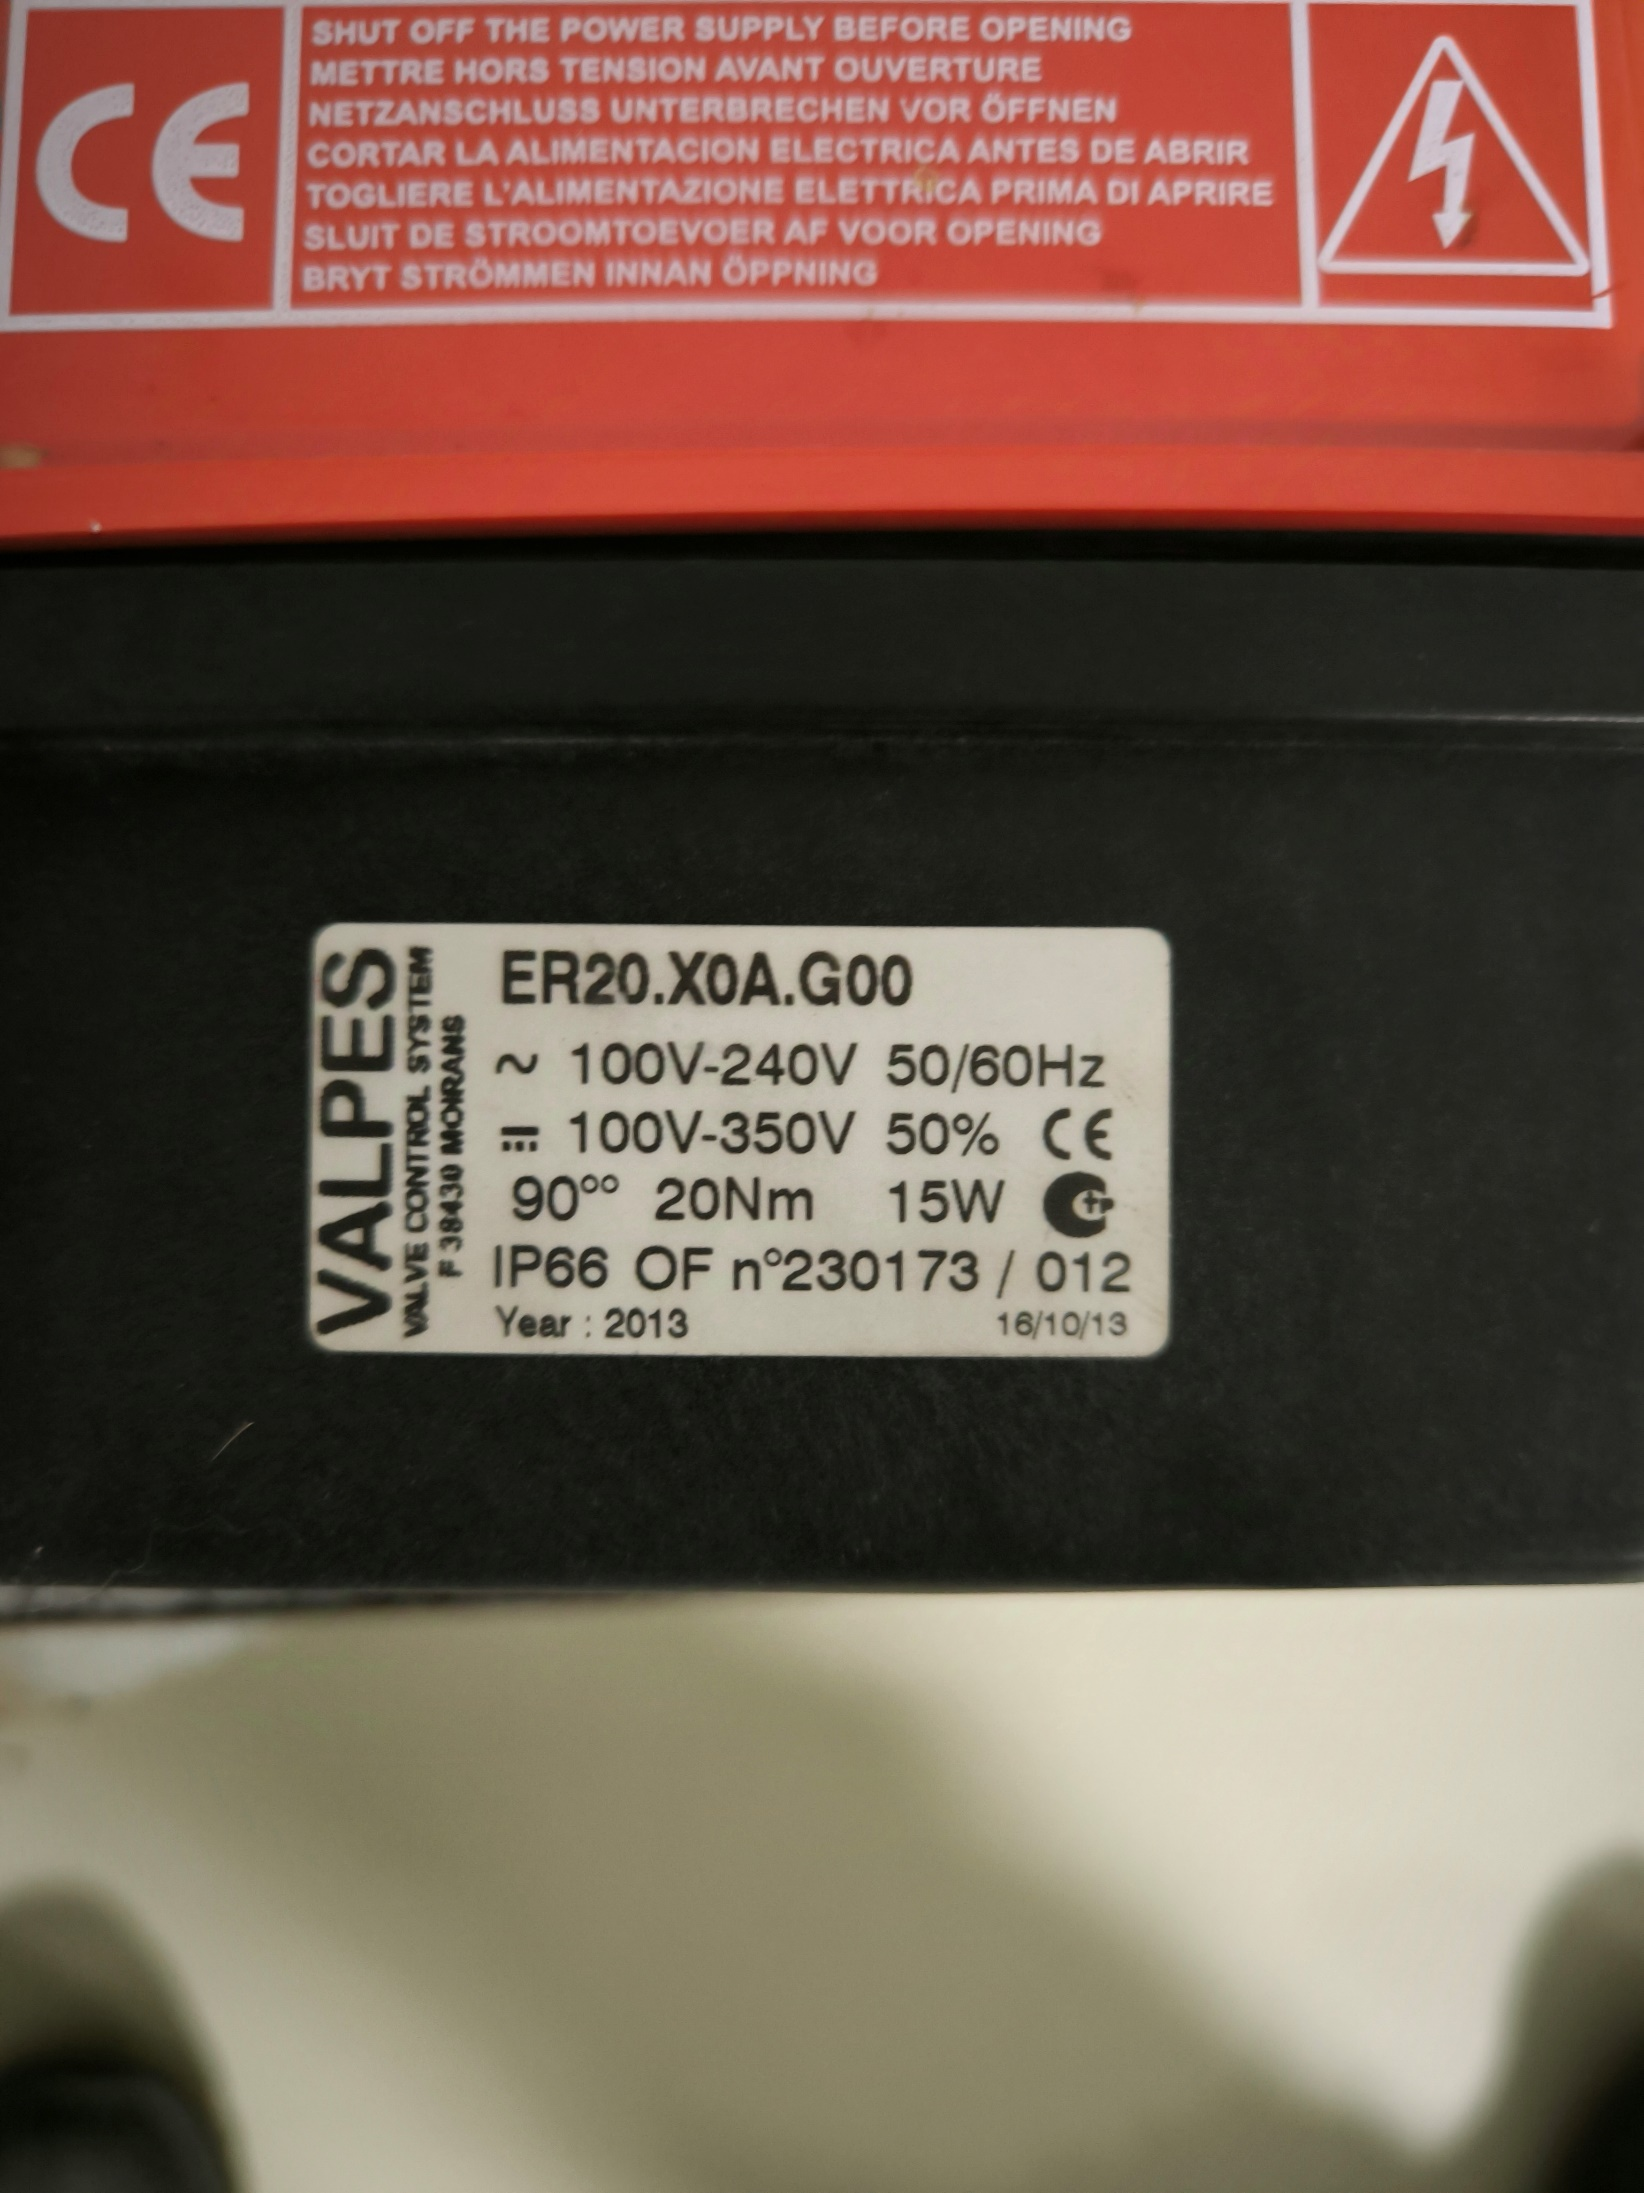 CE
SHUT OFF THE POWER SUPPLY BEFORE OPENING
METTRE HORS TENSION AVANT OUVERTURE
NETZANSCHLUSS UNTERBRECHEN VOR ÖFFNEN
CORTAR LA ALIMENTACION ELECTRICA ANTES DE ABRIR
TOGLIERE L'ALIMENTAZIONE ELETTRICA PRIMA DI APRIRE
SLUIT DE STROOMTOEVOER AF VOOR OPENING
BRYT STRÖMMEN INNAN ÖPPNING
VALPES
VALVE CONTROL SYSTEM
F 38430 MOIRANS
ER20.X0A.G00
~ 100V-240V 50/60Hz
⎓ 100V-350V 50% CE
90°° 20Nm 15W
IP66 OF n°230173 / 012
Year : 2013 16/10/13